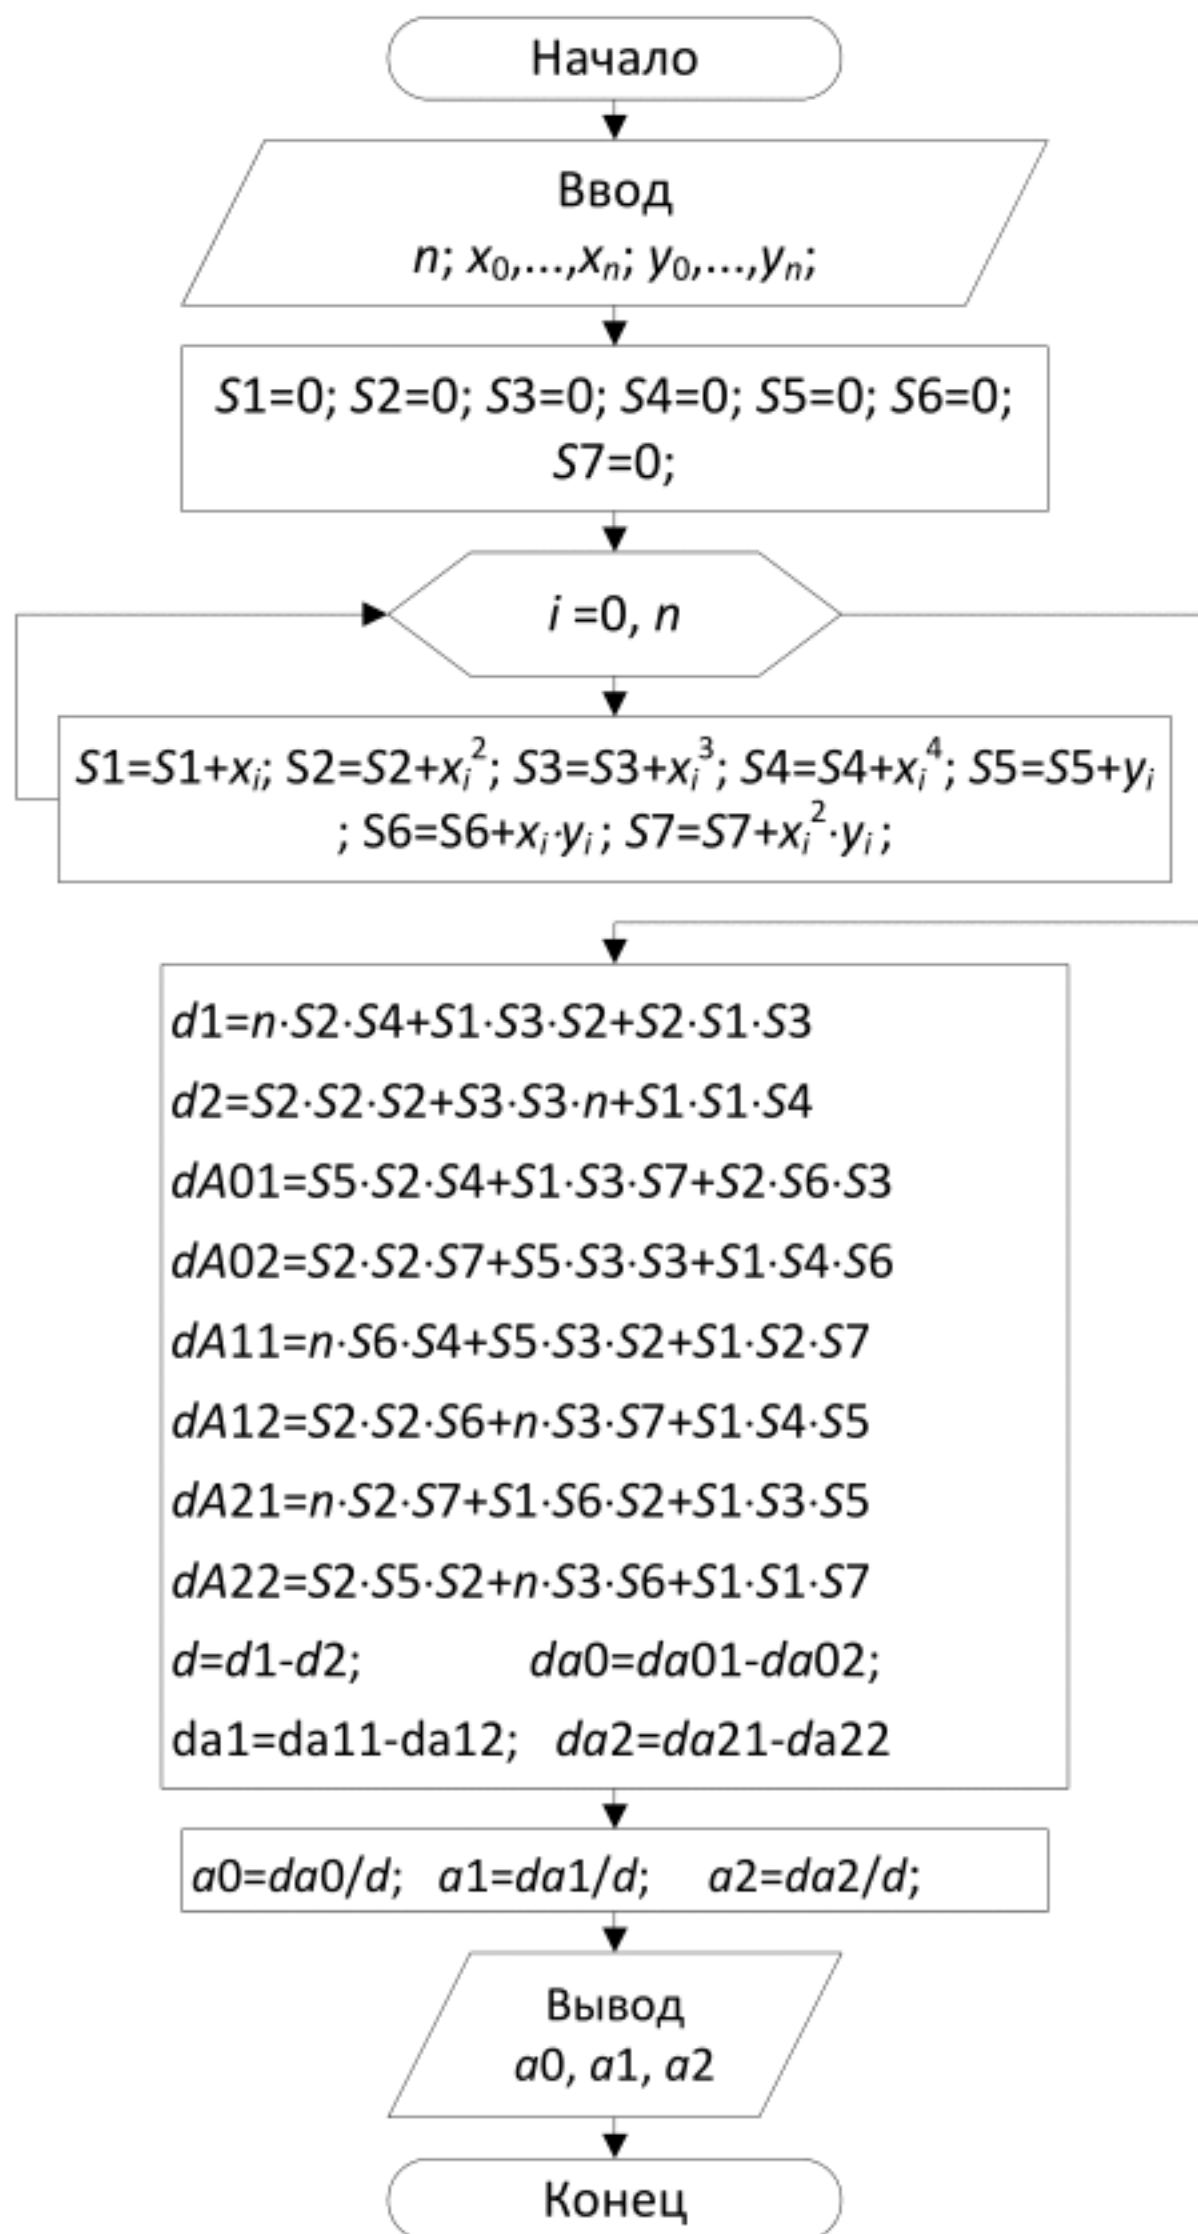 Начало
Ввод
n; x₀,...,xₙ; y₀,...,yₙ;
S1=0; S2=0; S3=0; S4=0; S5=0; S6=0;
S7=0;
i =0, n
S1=S1+xᵢ; S2=S2+xᵢ²; S3=S3+xᵢ³; S4=S4+xᵢ⁴; S5=S5+yᵢ
; S6=S6+xᵢ·yᵢ; S7=S7+xᵢ²·yᵢ;
d1=n·S2·S4+S1·S3·S2+S2·S1·S3
d2=S2·S2·S2+S3·S3·n+S1·S1·S4
dA01=S5·S2·S4+S1·S3·S7+S2·S6·S3
dA02=S2·S2·S7+S5·S3·S3+S1·S4·S6
dA11=n·S6·S4+S5·S3·S2+S1·S2·S7
dA12=S2·S2·S6+n·S3·S7+S1·S4·S5
dA21=n·S2·S7+S1·S6·S2+S1·S3·S5
dA22=S2·S5·S2+n·S3·S6+S1·S1·S7
d=d1-d2; da0=da01-da02;
da1=da11-da12; da2=da21-da22
a0=da0/d; a1=da1/d; a2=da2/d;
Вывод
a0, a1, a2
Конец